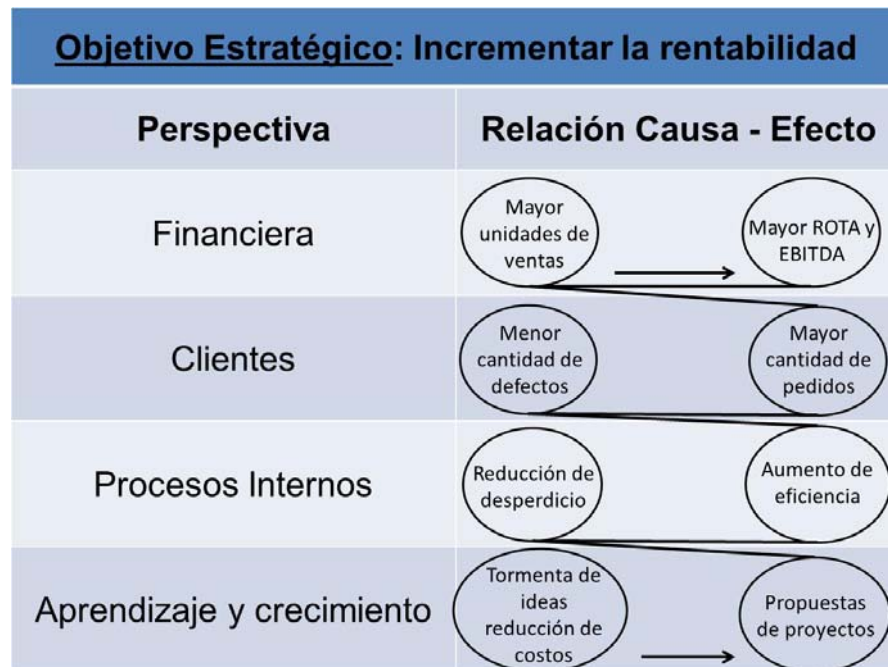 Objetivo Estratégico: Incrementar la rentabilidad
Perspectiva
Relación Causa - Efecto
Financiera
Mayor
unidades de
ventas
Mayor ROTA y
EBITDA
Clientes
Menor
cantidad de
defectos
Mayor
cantidad de
pedidos
Procesos Internos
Reducción de
desperdicio
Aumento de
eficiencia
Aprendizaje y crecimiento
Tormenta de
ideas
reducción de
costos
Propuestas
de proyectos